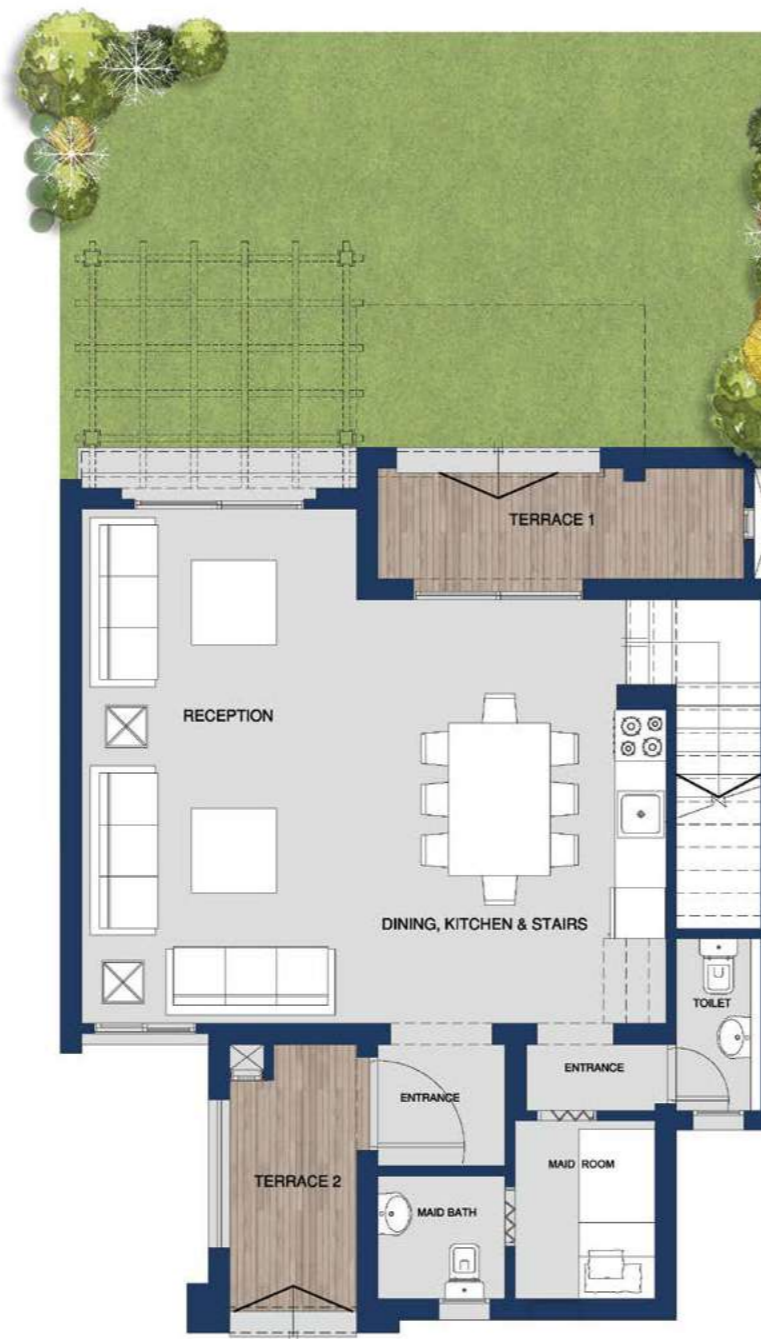 TERRACE 1
RECEPTION
DINING, KITCHEN & STAIRS
TOILET
ENTRANCE
ENTRANCE
MAID ROOM
TERRACE 2
MAID BATH